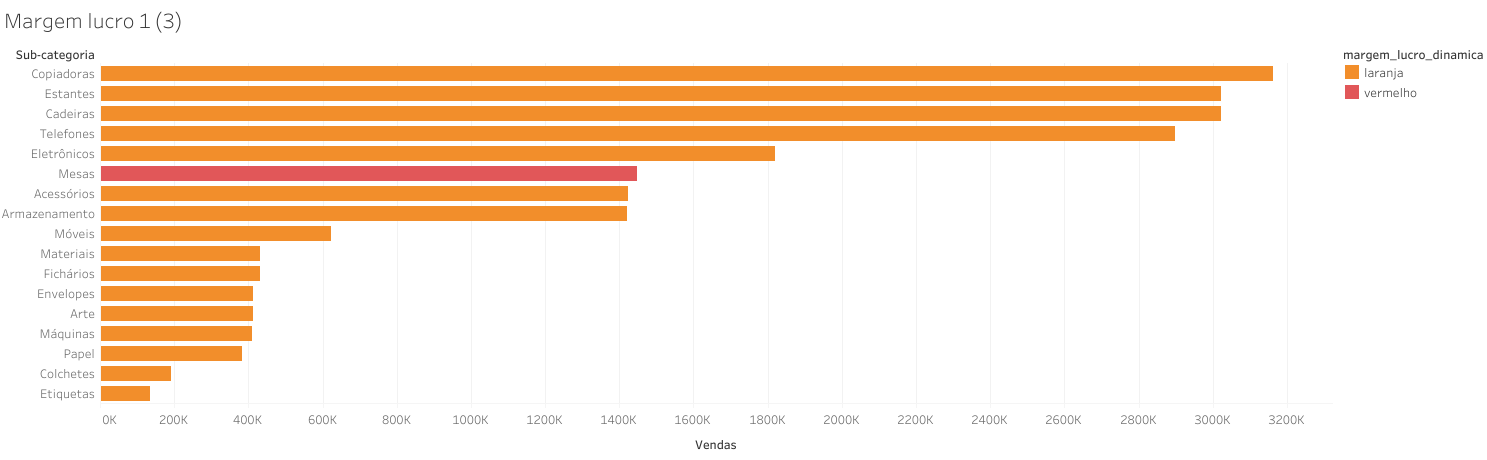 Margem lucro 1 (3)
Sub-categoria
Copiadoras
Estantes
Cadeiras
Telefones
Eletrônicos
Mesas
Acessórios
Armazenamento
Móveis
Materiais
Fichários
Envelopes
Arte
Máquinas
Papel
Colchetes
Etiquetas
0K 200K 400K 600K 800K 1000K 1200K 1400K 1600K 1800K 2000K 2200K 2400K 2600K 2800K 3000K 3200K
Vendas
margem_lucro_dinamica
laranja
vermelho